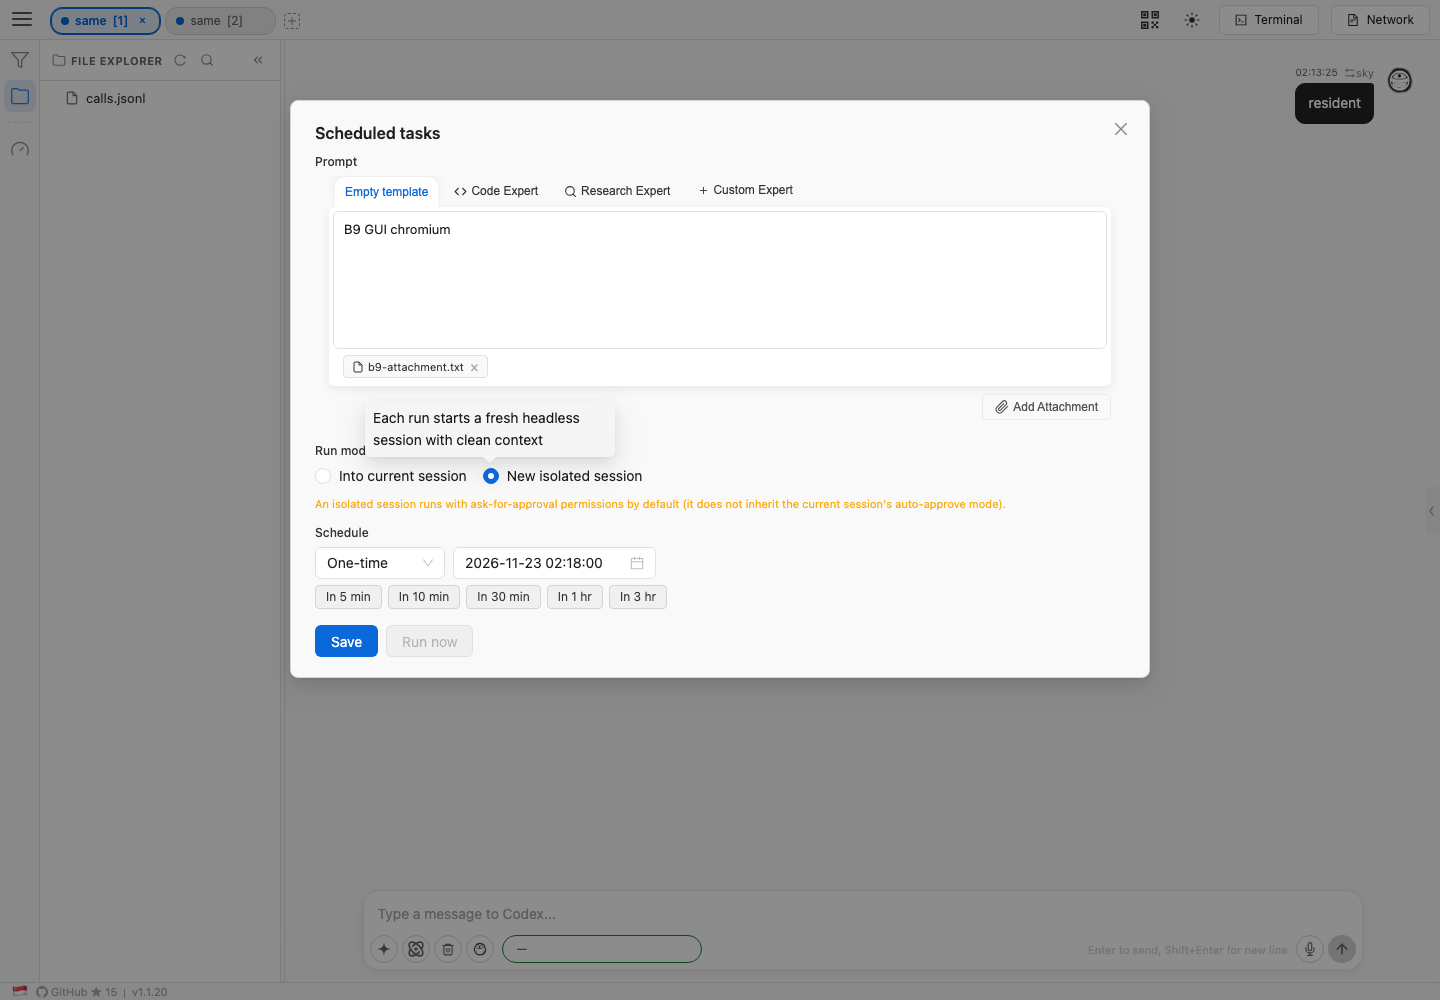 same [1] ×
same [2]
Terminal
Network
FILE EXPLORER
calls.jsonl
02:13:25 sky
resident
Scheduled tasks
Prompt
Empty template
Code Expert
Research Expert
+ Custom Expert
B9 GUI chromium
b9-attachment.txt ×
Add Attachment
Each run starts a fresh headless
session with clean context
Run mod
Into current session
New isolated session
An isolated session runs with ask-for-approval permissions by default (it does not inherit the current session's auto-approve mode).
Schedule
One-time
2026-11-23 02:18:00
In 5 min
In 10 min
In 30 min
In 1 hr
In 3 hr
Save
Run now
Type a message to Codex...
Enter to send, Shift+Enter for new line
GitHub ★ 15 | v1.1.20